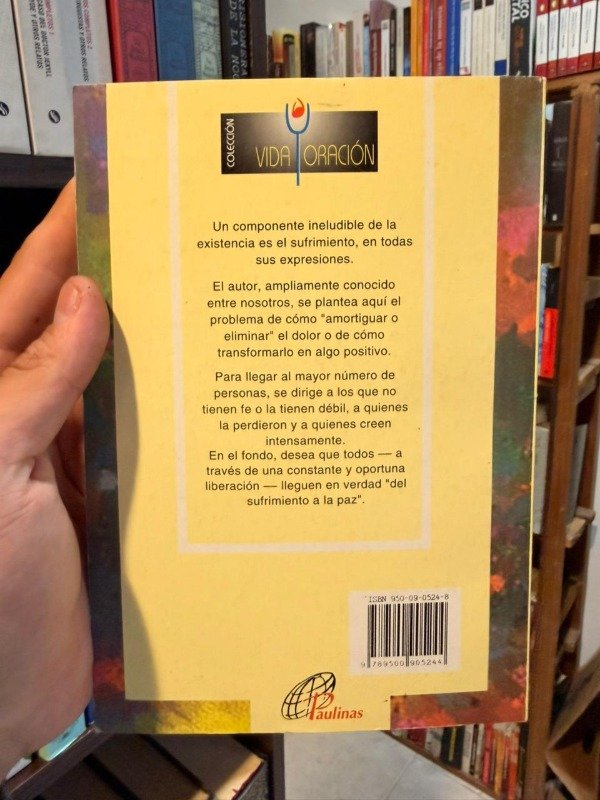 COLECCIÓN
VIDA Y ORACIÓN
Un componente ineludible de la
existencia es el sufrimiento, en todas
sus expresiones.
El autor, ampliamente conocido
entre nosotros, se plantea aquí el
problema de cómo "amortiguar o
eliminar" el dolor o de cómo
transformarlo en algo positivo.
Para llegar al mayor número de
personas, se dirige a los que no
tienen fe o la tienen débil, a quienes
la perdieron y a quienes creen
intensamente.
En el fondo, desea que todos — a
través de una constante y oportuna
liberación — lleguen en verdad "del
sufrimiento a la paz".
ISBN 950-09-0524-8
9 789500 905244
Paulinas